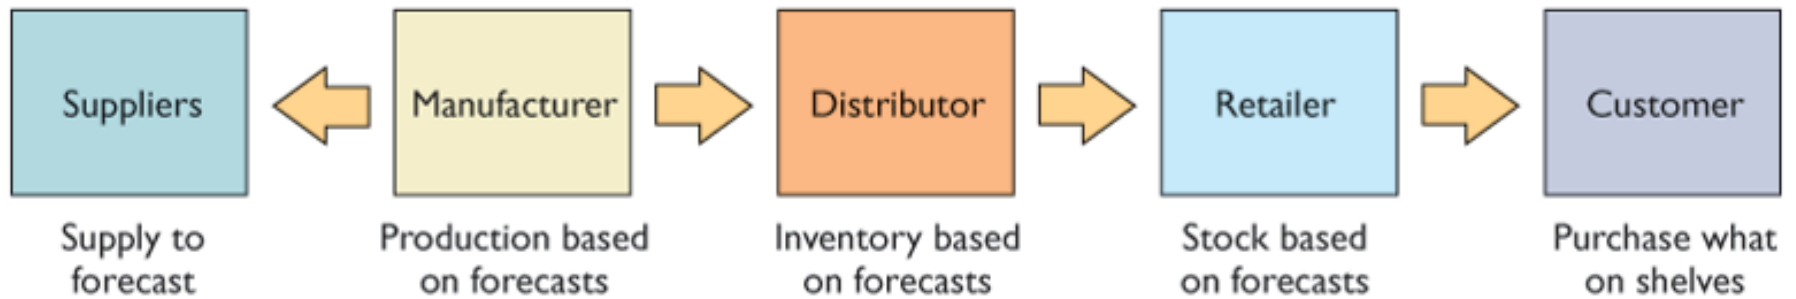 Suppliers
Manufacturer
Distributor
Retailer
Customer
Supply to
forecast
Production based
on forecasts
Inventory based
on forecasts
Stock based
on forecasts
Purchase what
on shelves